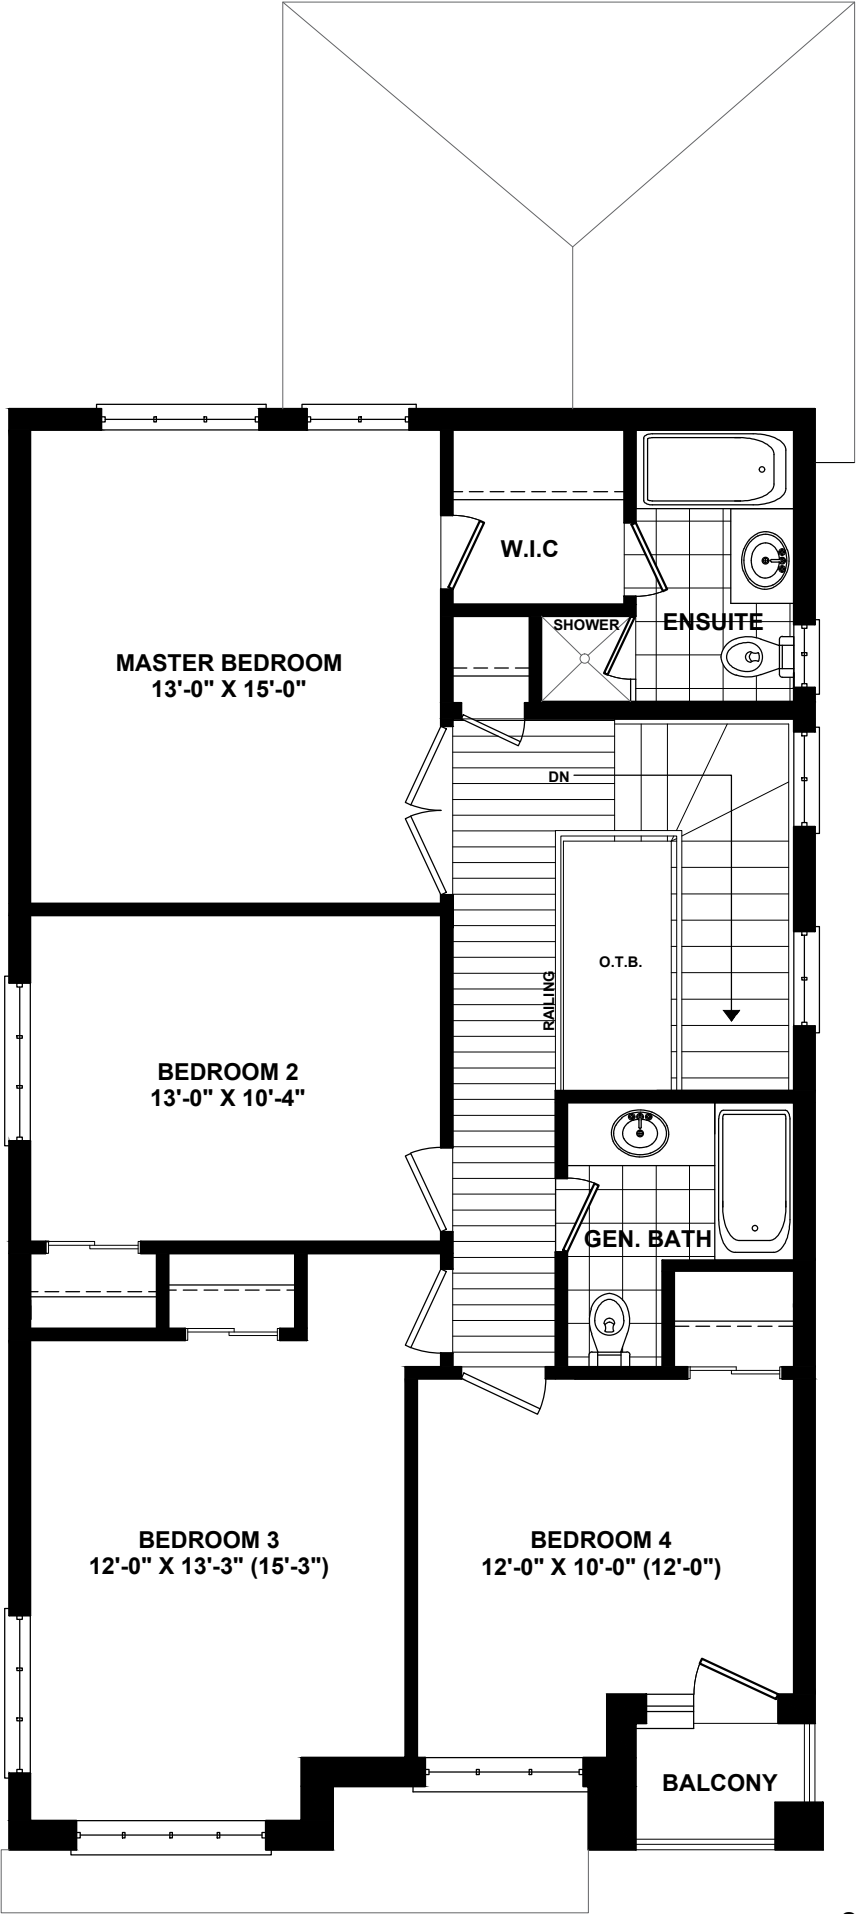 W.I.C
SHOWER
ENSUITE
MASTER BEDROOM
13'-0" X 15'-0"
DN
O.T.B.
RAILING
BEDROOM 2
13'-0" X 10'-4"
GEN. BATH
BEDROOM 3
12'-0" X 13'-3" (15'-3")
BEDROOM 4
12'-0" X 10'-0" (12'-0")
BALCONY